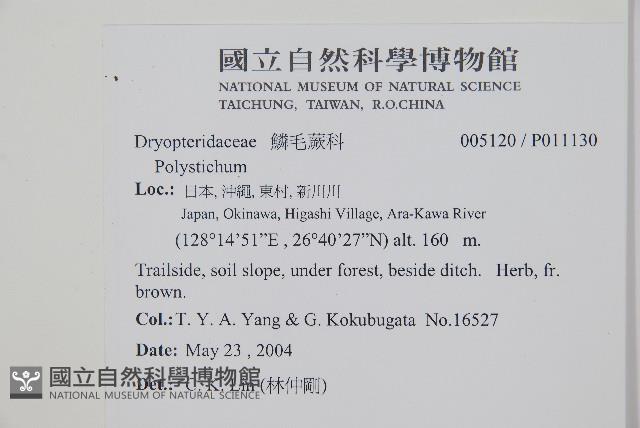 國立自然科學博物館
NATIONAL MUSEUM OF NATURAL SCIENCE
TAICHUNG, TAIWAN, R.O.CHINA
Dryopteridaceae 鱗毛蕨科 005120 / P011130
Polystichum
Loc.: 日本, 沖繩, 東村, 新川川
Japan, Okinawa, Higashi Village, Ara-Kawa River
(128°14'51”E , 26°40'27”N) alt. 160 m.
Trailside, soil slope, under forest, beside ditch. Herb, fr.
brown.
Col.: T. Y. A. Yang & G. Kokubugata No.16527
Date: May 23 , 2004
Det.: C. K. Lin (林仲剛)
國立自然科學博物館
NATIONAL MUSEUM OF NATURAL SCIENCE